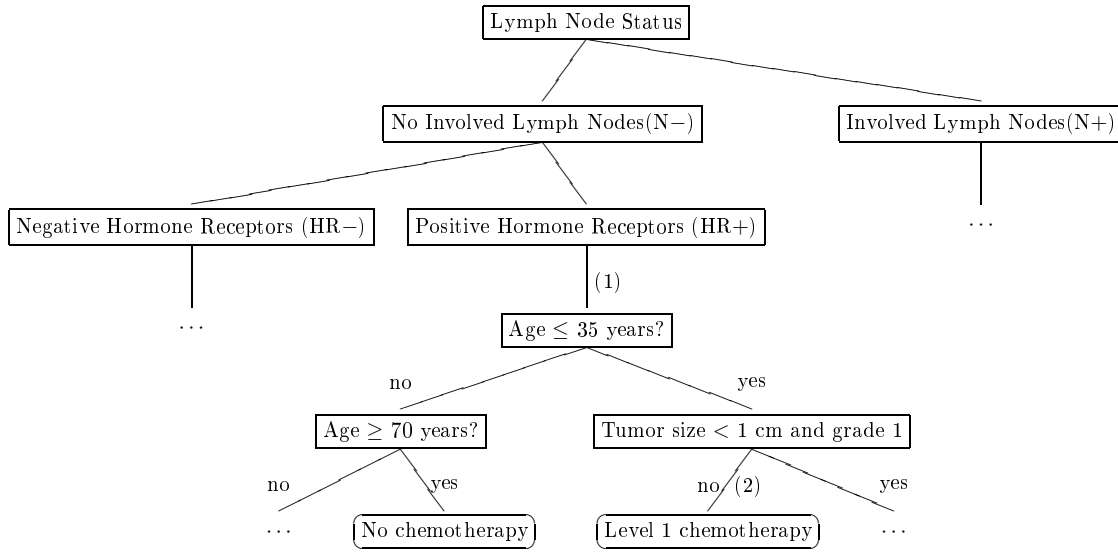 Lymph Node Status
No Involved Lymph Nodes(N−)
Involved Lymph Nodes(N+)
Negative Hormone Receptors (HR−)
Positive Hormone Receptors (HR+)
...
(1)
...
Age ≤ 35 years?
no
yes
Age ≥ 70 years?
Tumor size < 1 cm and grade 1
no
yes
no
(2)
yes
...
No chemotherapy
Level 1 chemotherapy
...